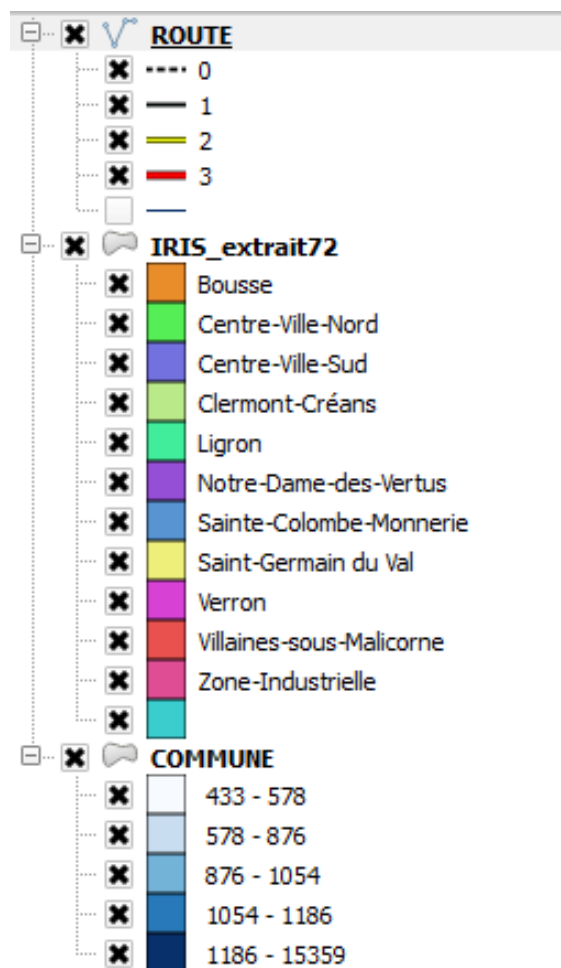 ROUTE
0
1
2
3
IRIS_extrait72
Bousse
Centre-Ville-Nord
Centre-Ville-Sud
Clermont-Créans
Ligron
Notre-Dame-des-Vertus
Sainte-Colombe-Monnerie
Saint-Germain du Val
Verron
Villaines-sous-Malicorne
Zone-Industrielle
COMMUNE
433 - 578
578 - 876
876 - 1054
1054 - 1186
1186 - 15359